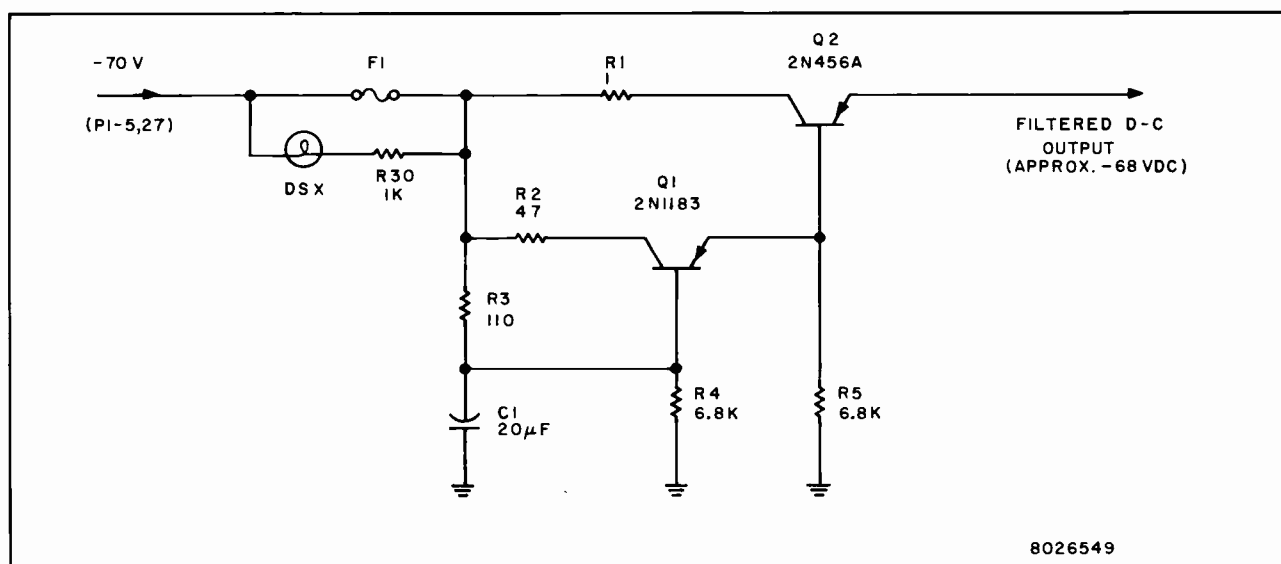 -70 V
(P1-5,27)
F1
DSX
R30
1K
R1
1
Q2
2N456A
FILTERED D-C
OUTPUT
(APPROX. -68 VDC)
R2
47
Q1
2N1183
R3
110
C1
20µF
R4
6.8K
R5
6.8K
8026549